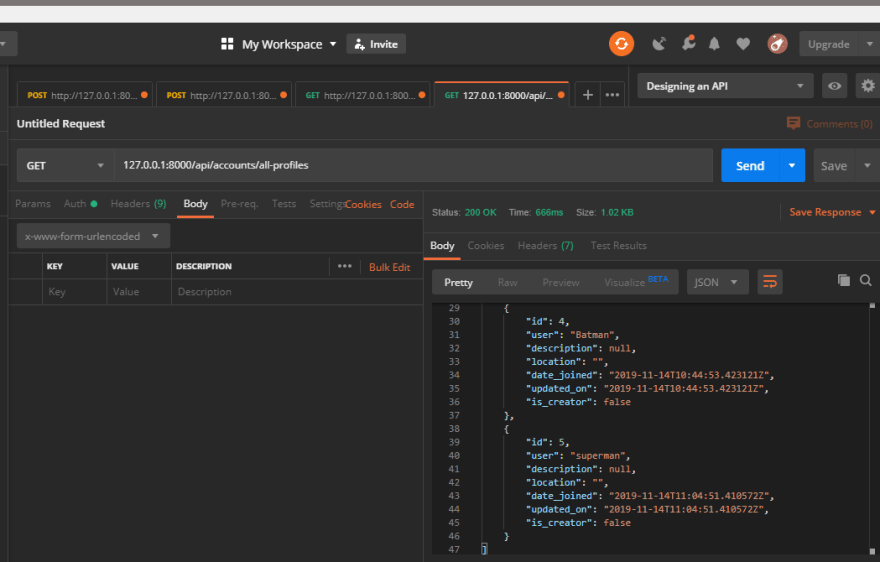 My Workspace Invite Upgrade
POST http://127.0.0.1:80... POST http://127.0.0.1:80... GET http://127.0.0.1:800... GET 127.0.0.1:8000/api/... + ...
Designing an API
Untitled Request Comments (0)
GET 127.0.0.1:8000/api/accounts/all-profiles Send Save
Params Auth Headers (9) Body Pre-req. Tests Settings Cookies Code
x-www-form-urlencoded
KEY VALUE DESCRIPTION ... Bulk Edit
Key Value Description
Status: 200 OK Time: 666ms Size: 1.02 KB Save Response
Body Cookies Headers (7) Test Results
Pretty Raw Preview Visualize BETA JSON
29 {
30 "id": 4,
31 "user": "Batman",
32 "description": null,
33 "location": "",
34 "date_joined": "2019-11-14T10:44:53.423121Z",
35 "updated_on": "2019-11-14T10:44:53.423121Z",
36 "is_creator": false
37 },
38 {
39 "id": 5,
40 "user": "superman",
41 "description": null,
42 "location": "",
43 "date_joined": "2019-11-14T11:04:51.410572Z",
44 "updated_on": "2019-11-14T11:04:51.410572Z",
45 "is_creator": false
46 }
47 ]